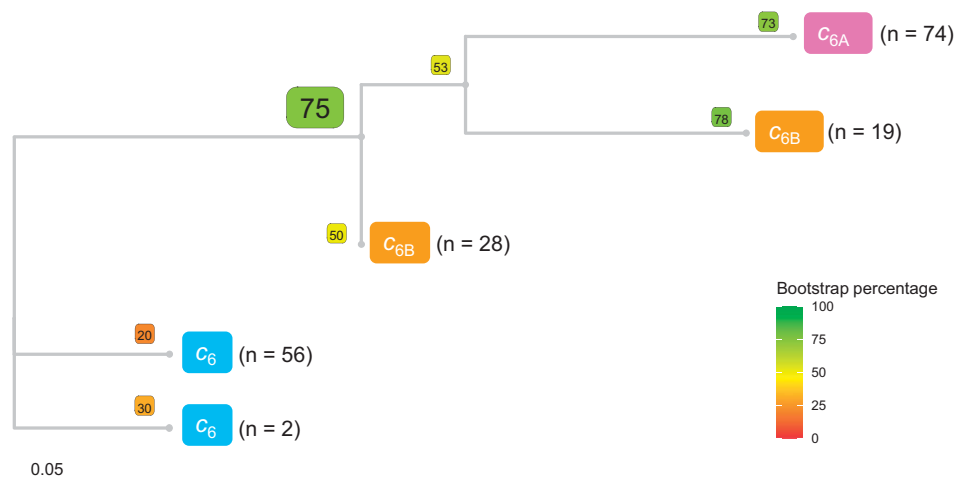 73
c6A (n = 74)
53
75
78
c6B (n = 19)
50
c6B (n = 28)
Bootstrap percentage
100
75
50
25
0
20
c6 (n = 56)
30
c6 (n = 2)
0.05